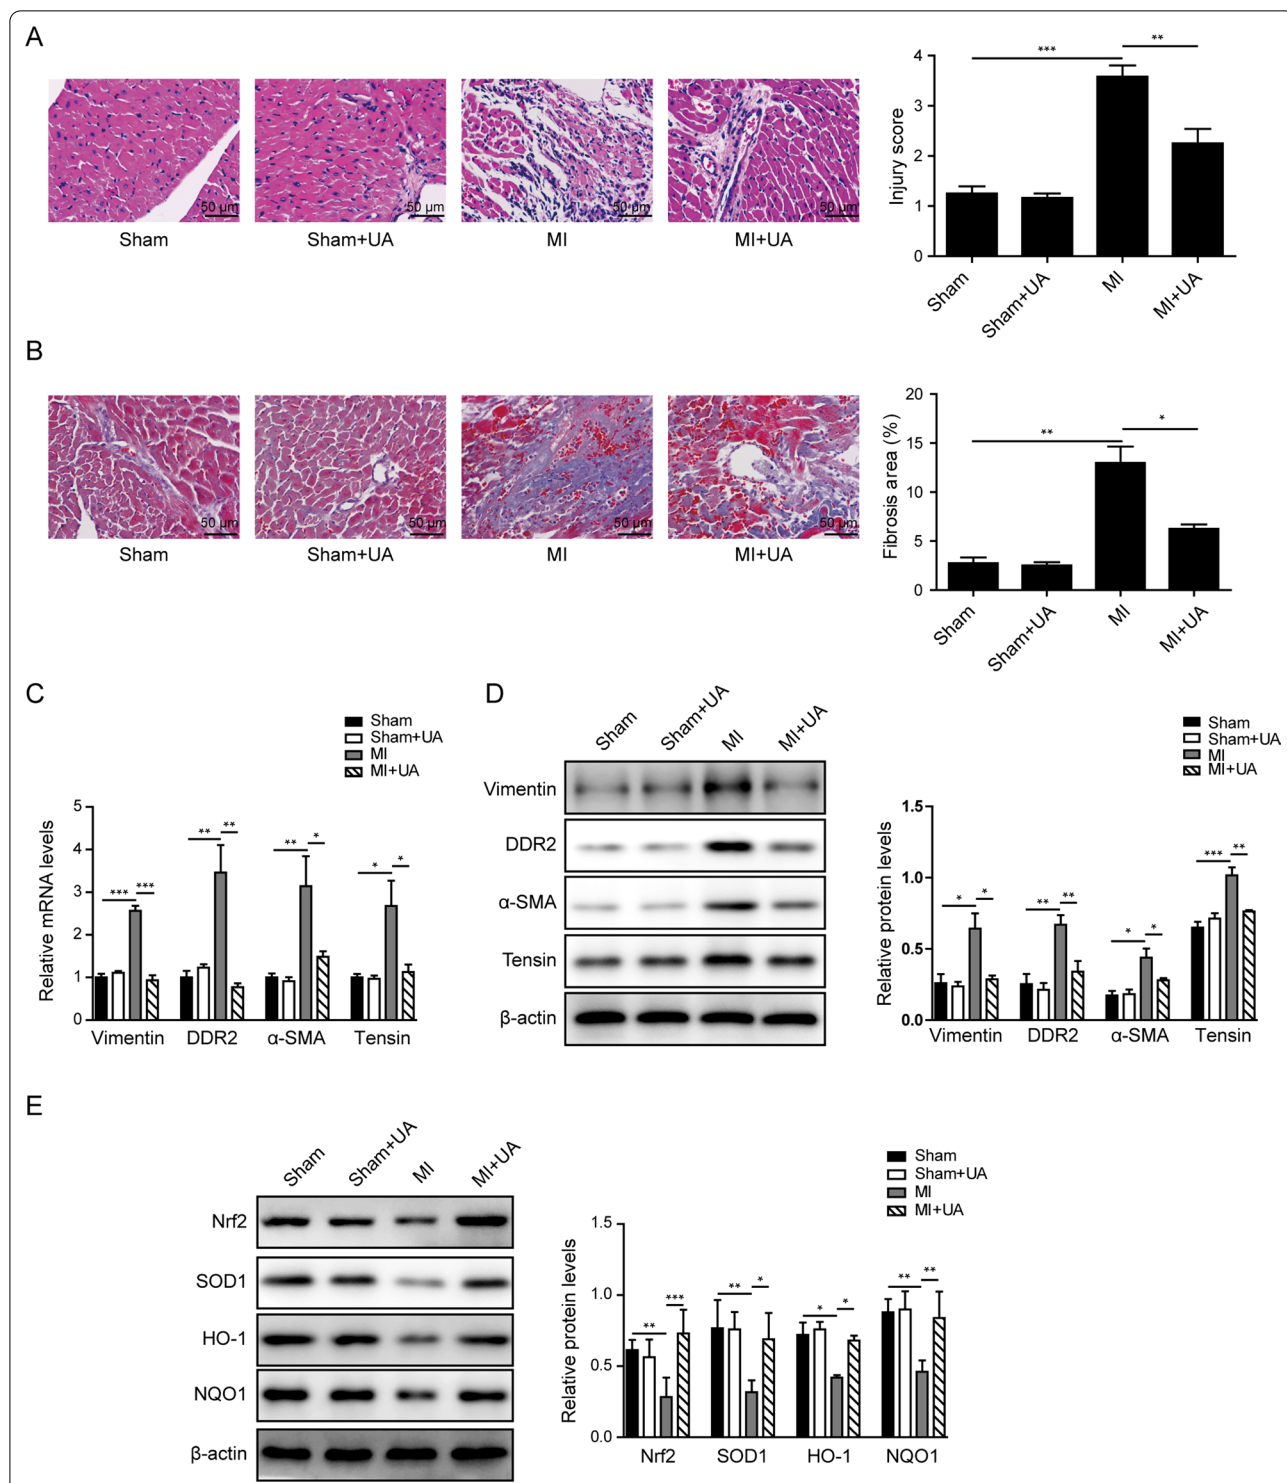 A
50 µm
50 µm
50 µm
50 µm
Sham
Sham+UA
MI
MI+UA
Injury score
4
3
2
1
0
***
**
Sham
Sham+UA
MI
MI+UA
B
50 µm
50 µm
50 µm
50 µm
Sham
Sham+UA
MI
MI+UA
Fibrosis area (%)
20
15
10
5
0
**
*
Sham
Sham+UA
MI
MI+UA
C
Sham
Sham+UA
MI
MI+UA
Relative mRNA levels
5
4
3
2
1
0
*** ***
** **
** *
* *
Vimentin
DDR2
α-SMA
Tensin
D
Sham
Sham+UA
MI
MI+UA
Vimentin
DDR2
α-SMA
Tensin
β-actin
Sham
Sham+UA
MI
MI+UA
Relative protein levels
1.5
1.0
0.5
0.0
* *
** **
* *
*** **
Vimentin
DDR2
α-SMA
Tensin
E
Sham
Sham+UA
MI
MI+UA
Nrf2
SOD1
HO-1
NQO1
β-actin
Sham
Sham+UA
MI
MI+UA
Relative protein levels
1.5
1.0
0.5
0.0
** ***
** *
* *
** **
Nrf2
SOD1
HO-1
NQO1